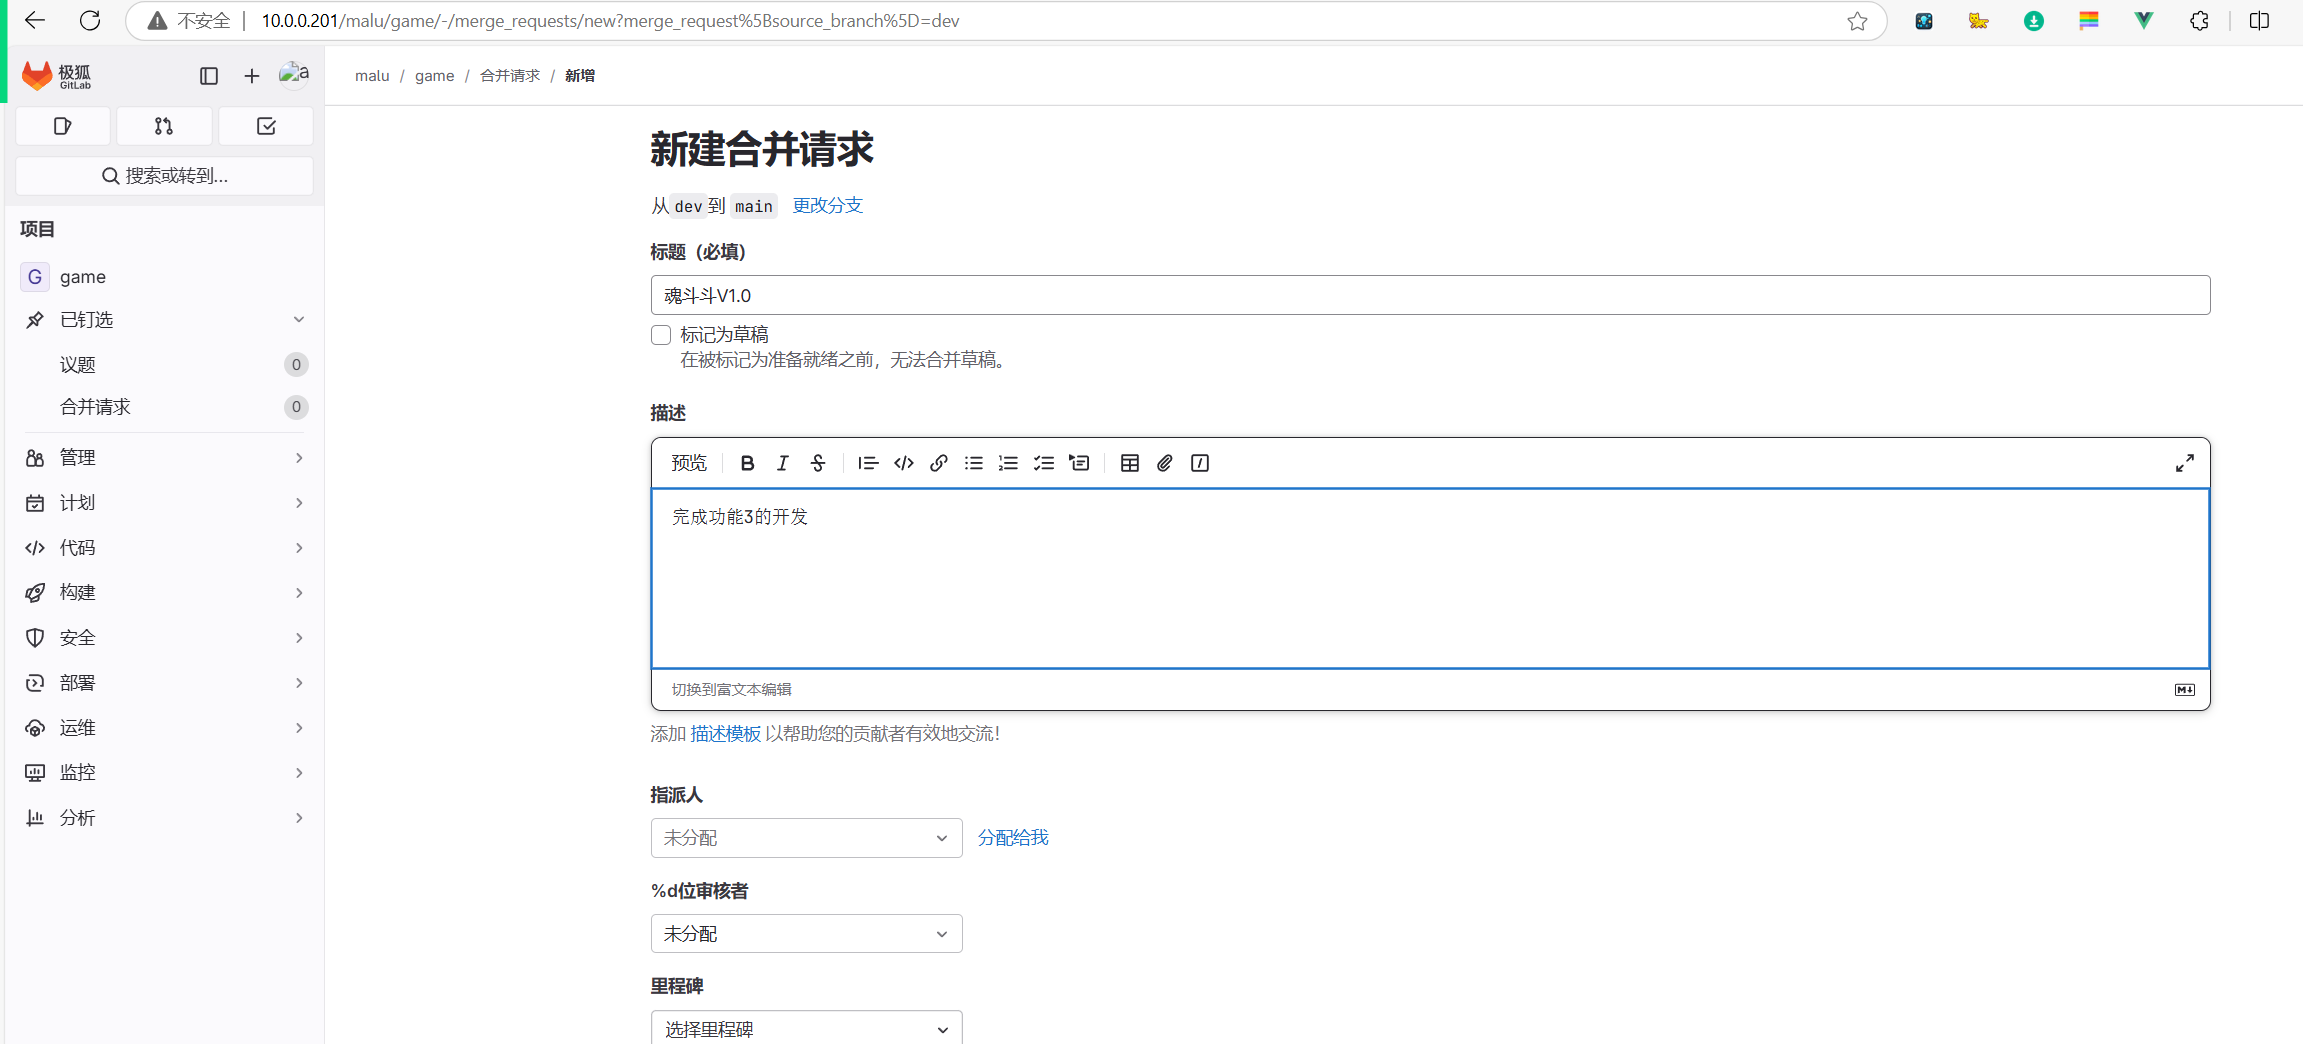 不安全 10.0.0.201/malu/game/-/merge_requests/new?merge_request%5Bsource_branch%5D=dev
极狐
GitLab
a
搜索或转到...
项目
G game
已钉选
议题 0
合并请求 0
管理
计划
代码
构建
安全
部署
运维
监控
分析
malu / game / 合并请求 / 新增
新建合并请求
从 dev 到 main 更改分支
标题（必填）
魂斗斗V1.0
标记为草稿
在被标记为准备就绪之前，无法合并草稿。
描述
预览 B I S
完成功能3的开发
切换到富文本编辑
添加 描述模板 以帮助您的贡献者有效地交流！
指派人
未分配 分配给我
%d位审核者
未分配
里程碑
选择里程碑